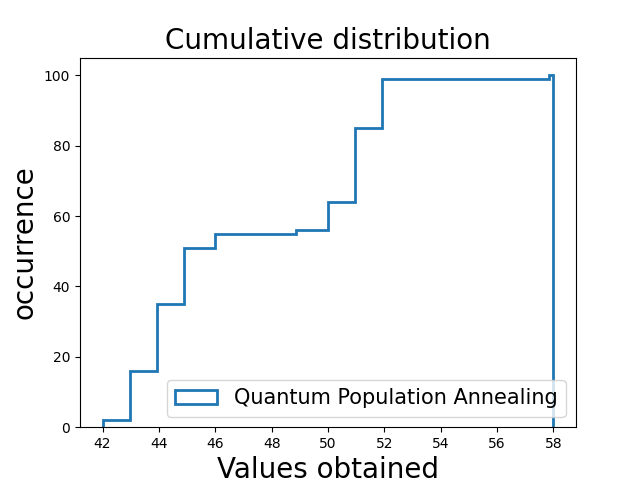 Cumulative distribution
100
80
60
40
20
0
occurrence
Quantum Population Annealing
42 44 46 48 50 52 54 56 58
Values obtained